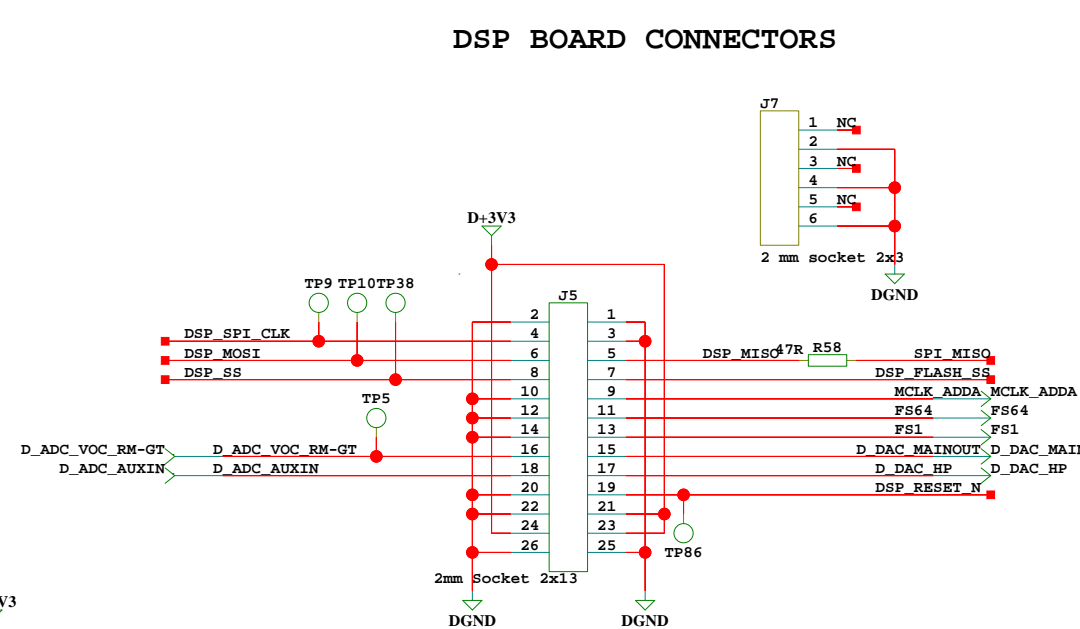 DSP BOARD CONNECTORS
J7
1 NC
2
3 NC
4
5 NC
6
2 mm socket 2x3
DGND
D+3V3
TP9 TP10 TP38
J5
2 1
DSP_SPI_CLK 4 3
DSP_MOSI 6 5 DSP_MISO 47R R58 SPI_MISO
DSP_SS 8 7 DSP_FLASH_SS
10 9 MCLK_ADDA MCLK_ADDA
TP5
12 11 FS64 FS64
14 13 FS1 FS1
D_ADC_VOC_RM-GT D_ADC_VOC_RM-GT 16 15 D_DAC_MAINOUT D_DAC_MAI
D_ADC_AUXIN D_ADC_AUXIN 18 17 D_DAC_HP D_DAC_HP
20 19 DSP_RESET_N
22 21
24 23
26 25
TP86
2mm Socket 2x13
V3
DGND DGND